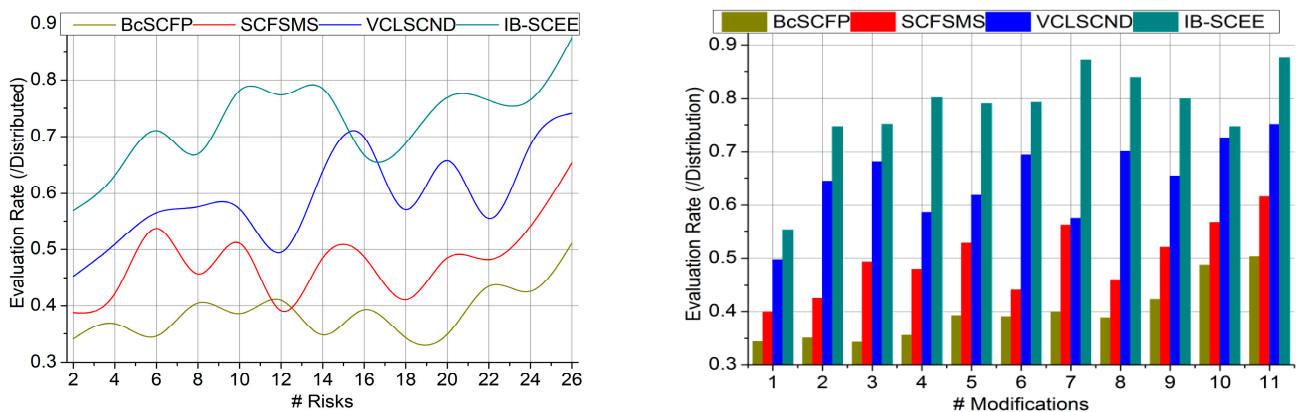 BcSCFP SCFSMS VCLSCND IB-SCEE
Evaluation Rate (/Distributed)
0.9
0.8
0.7
0.6
0.5
0.4
0.3
2 4 6 8 10 12 14 16 18 20 22 24 26
# Risks
BcSCFP SCFSMS VCLSCND IB-SCEE
Evaluation Rate (/Distribution)
0.9
0.8
0.7
0.6
0.5
0.4
0.3
1 2 3 4 5 6 7 8 9 10 11
# Modifications